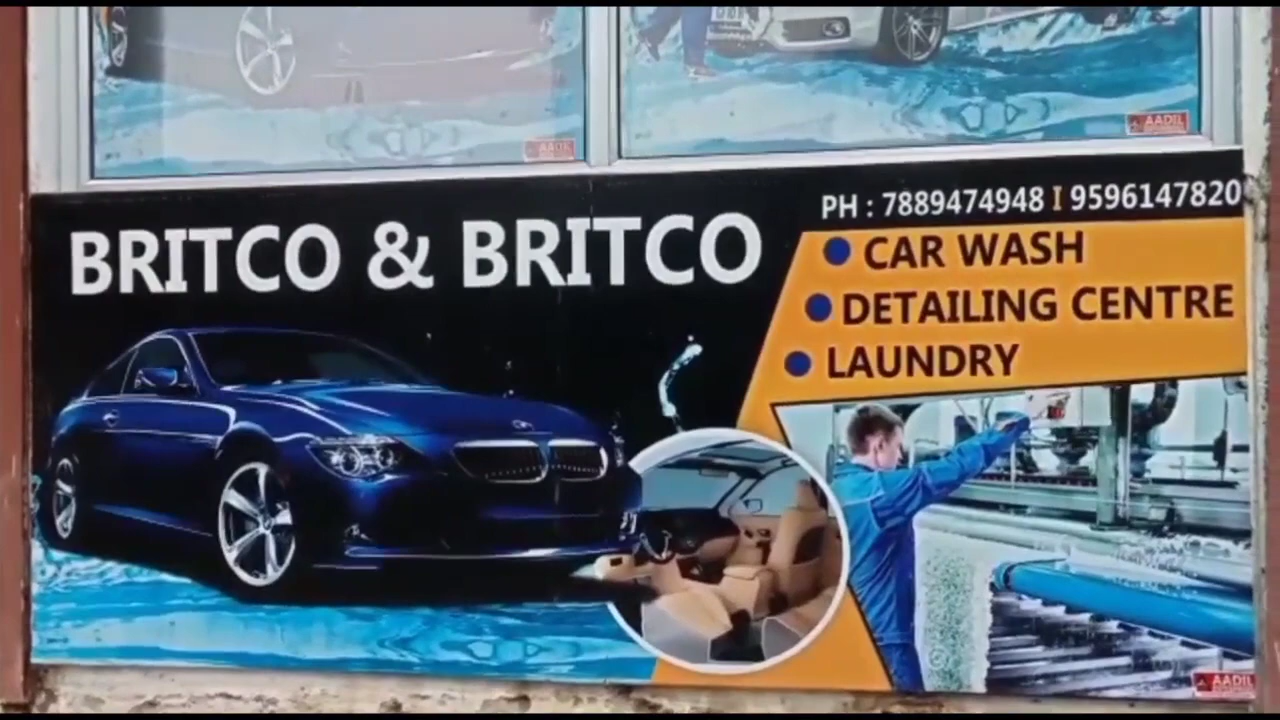 AADIL
AADIL
PH : 7889474948 I 9596147820
BRITCO & BRITCO
CAR WASH
DETAILING CENTRE
LAUNDRY
AADIL